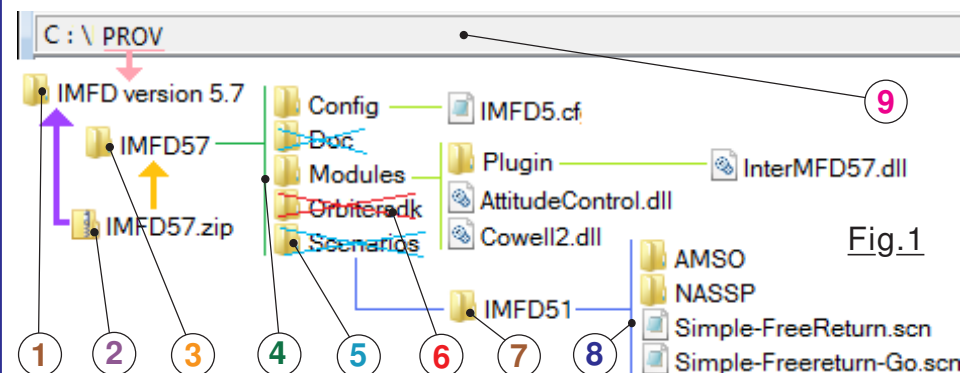 C:\ PROV
9
IMFD version 5.7
Config
IMFD5.cf
IMFD57
Doc
Plugin
InterMFD57.dll
Modules
AttitudeControl.dll
Orbitersdk
IMFD57.zip
Scenarios
Cowell2.dll
Fig.1
AMSO
NASSP
IMFD51
Simple-FreeReturn.scn
1 2 3 4 5 6 7 8
Simple-Freereturn-Go.scn